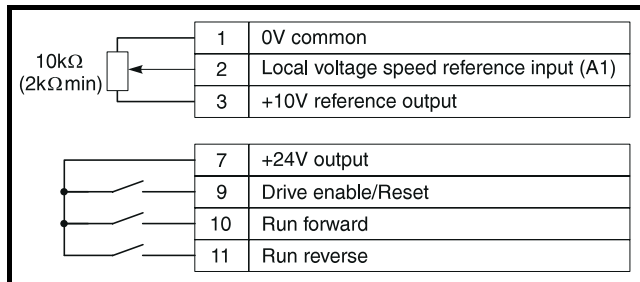 10kΩ
(2kΩmin)
1 0V common
2 Local voltage speed reference input (A1)
3 +10V reference output
7 +24V output
9 Drive enable/Reset
10 Run forward
11 Run reverse